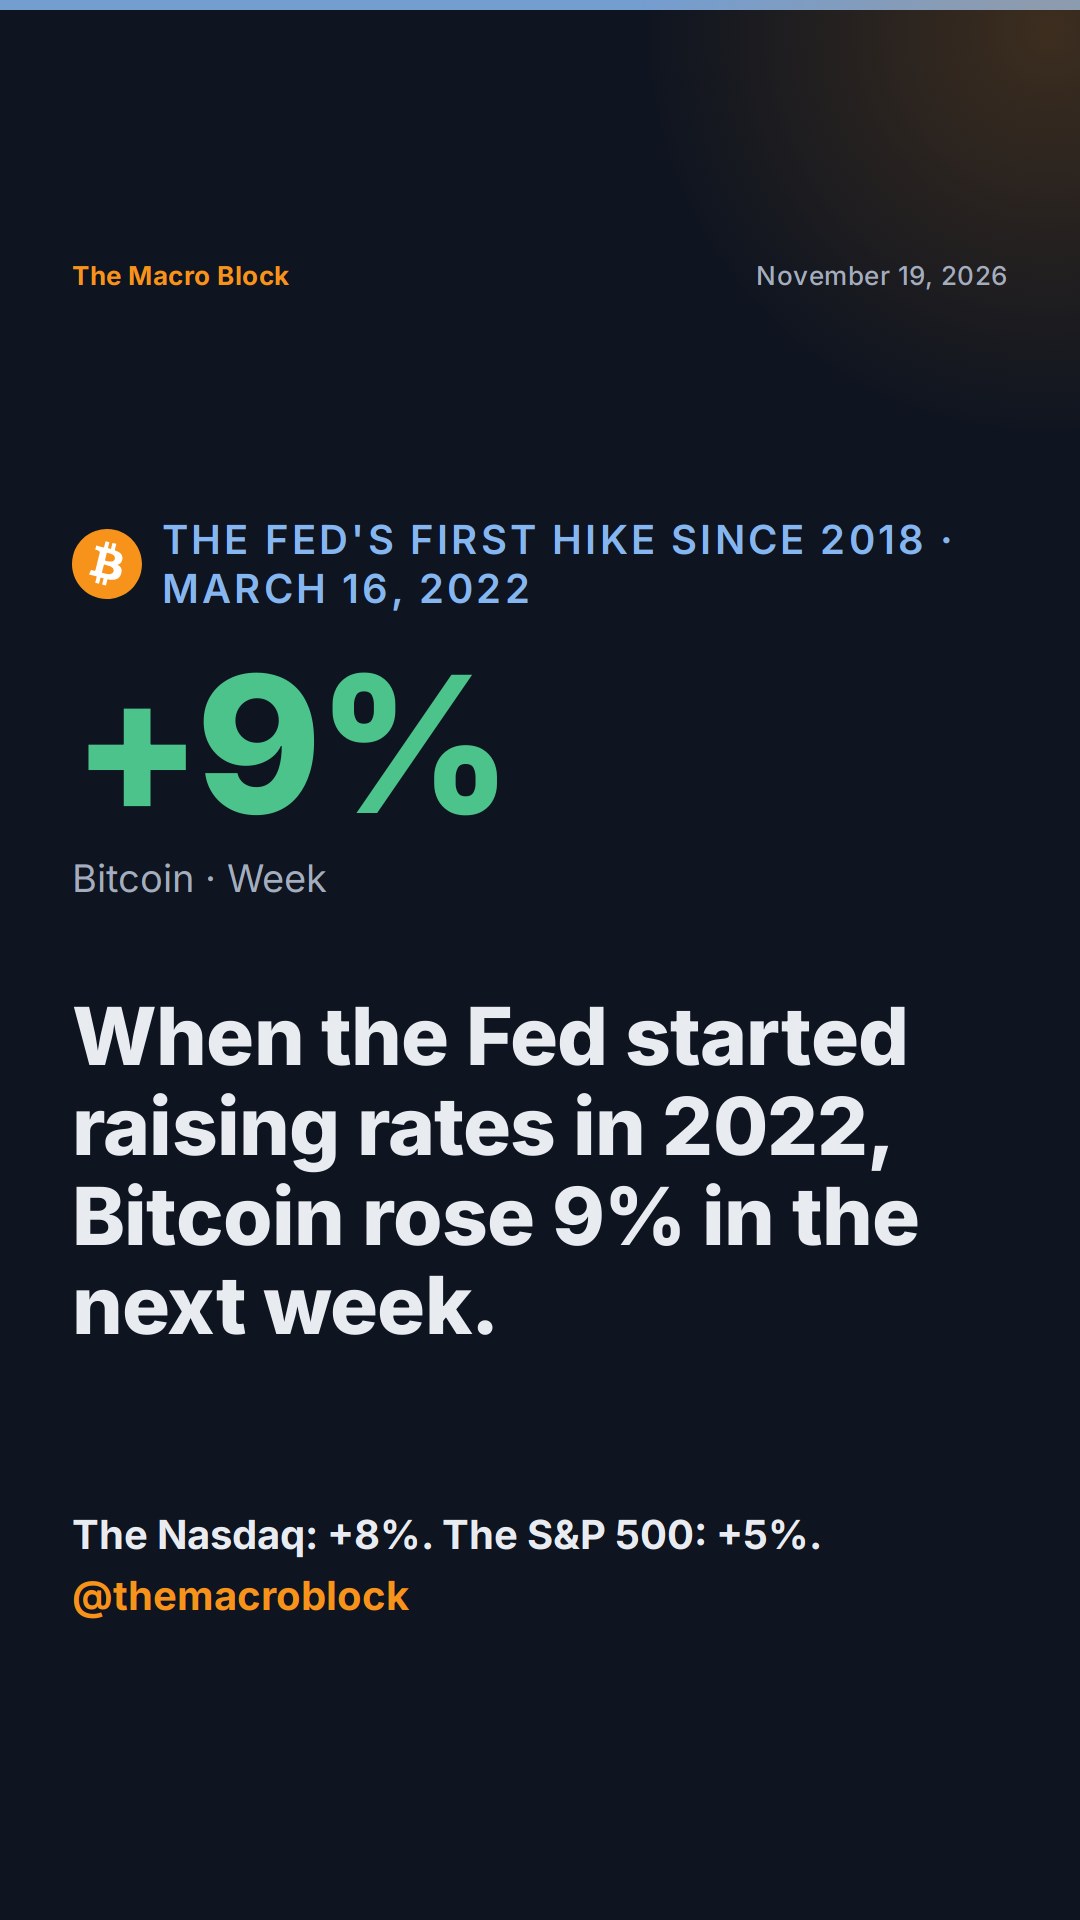 The Macro Block
November 19, 2026
THE FED'S FIRST HIKE SINCE 2018 ·
MARCH 16, 2022
+9%
Bitcoin · Week
When the Fed started
raising rates in 2022,
Bitcoin rose 9% in the
next week.
The Nasdaq: +8%. The S&P 500: +5%.
@themacroblock